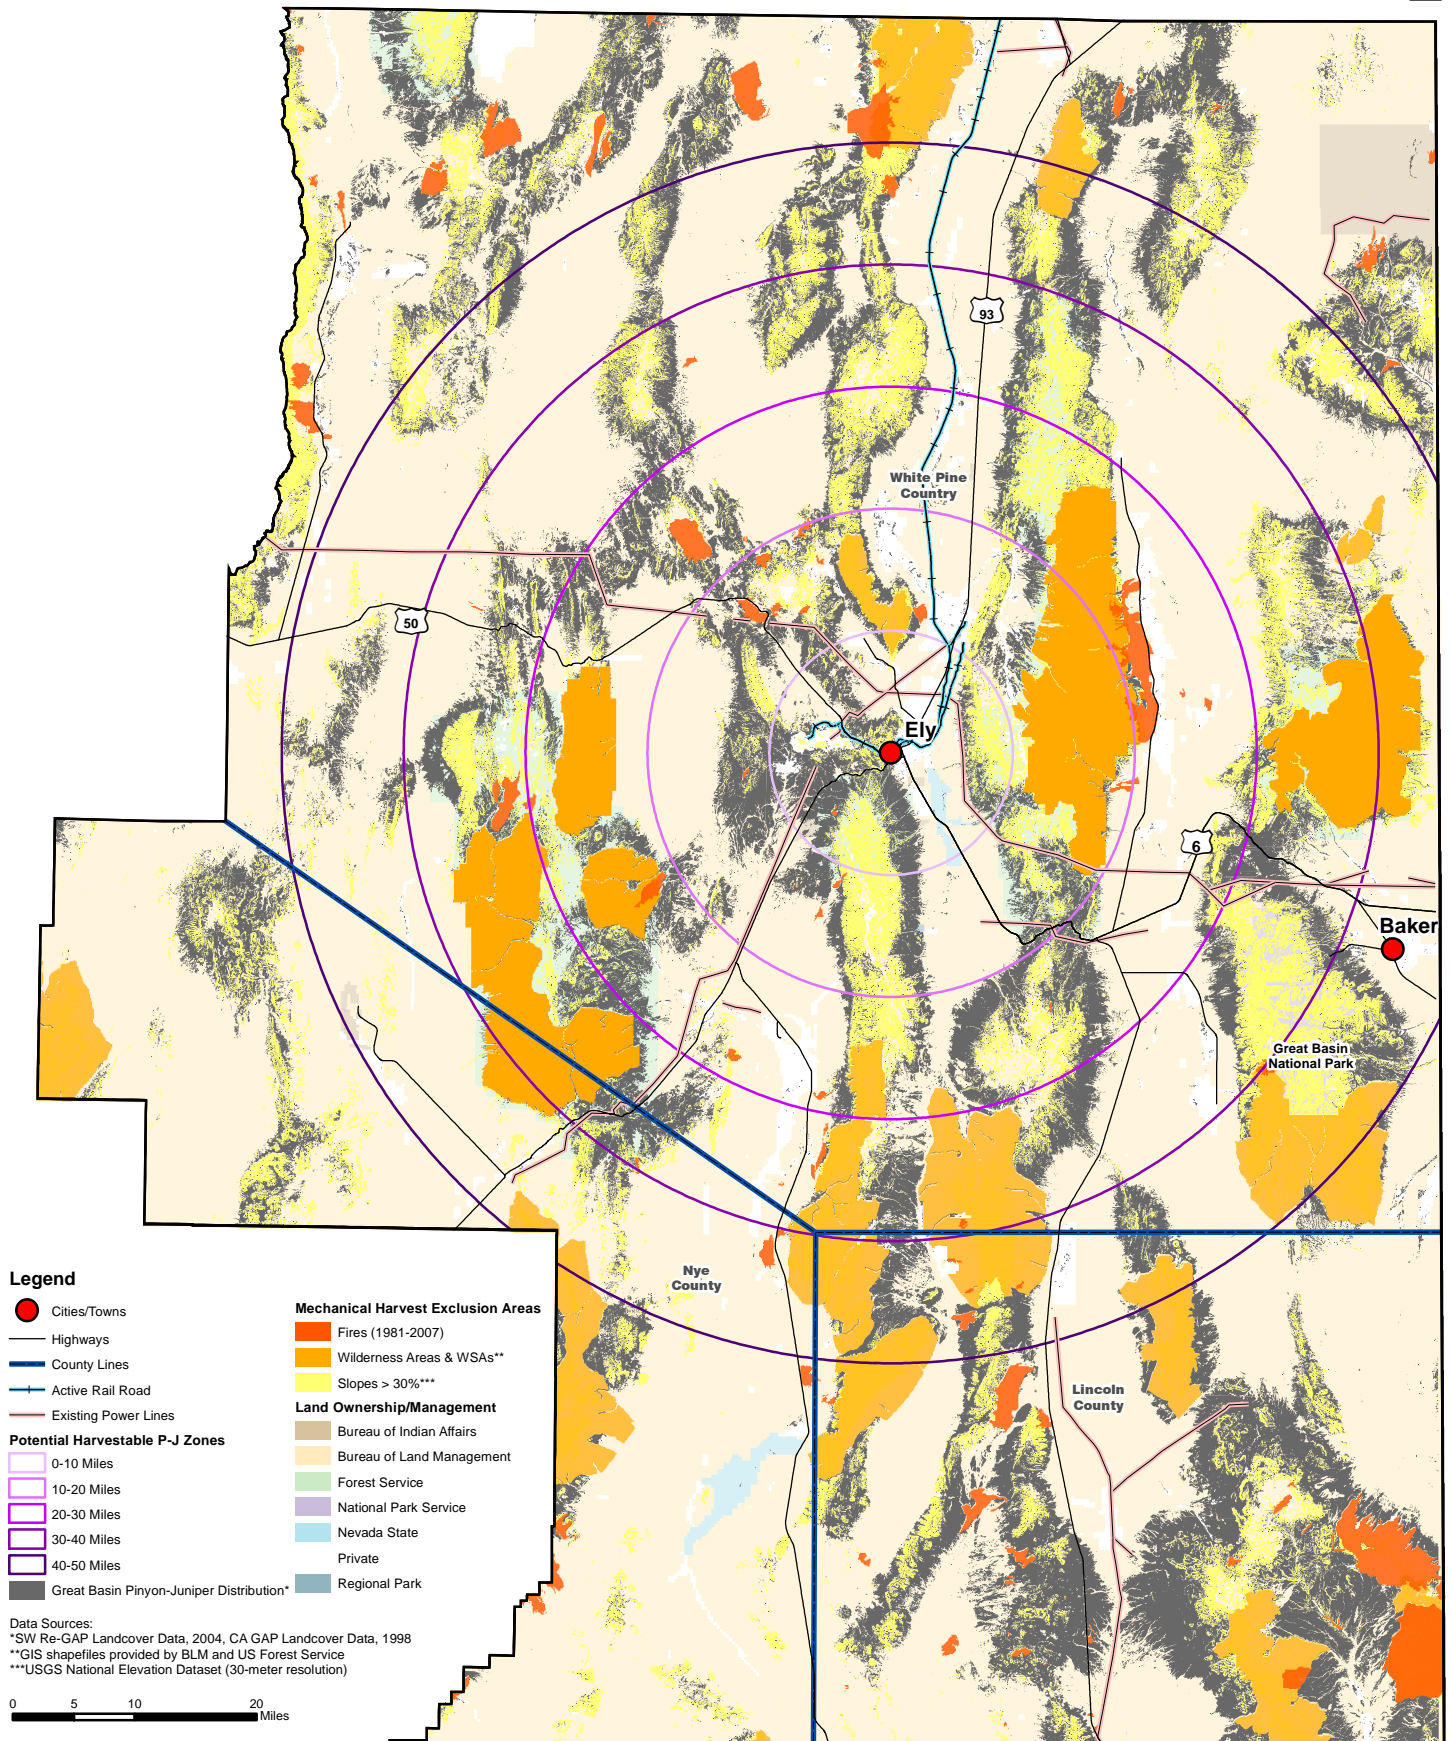 93
White Pine
Country
50
Ely
6
Baker
Great Basin
National Park
Nye
County
Lincoln
County
Legend
Cities/Towns
Highways
County Lines
Active Rail Road
Existing Power Lines
Potential Harvestable P-J Zones
0-10 Miles
10-20 Miles
20-30 Miles
30-40 Miles
40-50 Miles
Great Basin Pinyon-Juniper Distribution*
Mechanical Harvest Exclusion Areas
Fires (1981-2007)
Wilderness Areas & WSAs**
Slopes > 30%***
Land Ownership/Management
Bureau of Indian Affairs
Bureau of Land Management
Forest Service
National Park Service
Nevada State
Private
Regional Park
Data Sources:
*SW Re-GAP Landcover Data, 2004, CA GAP Landcover Data, 1998
**GIS shapefiles provided by BLM and US Forest Service
***USGS National Elevation Dataset (30-meter resolution)
0 5 10 20
Miles